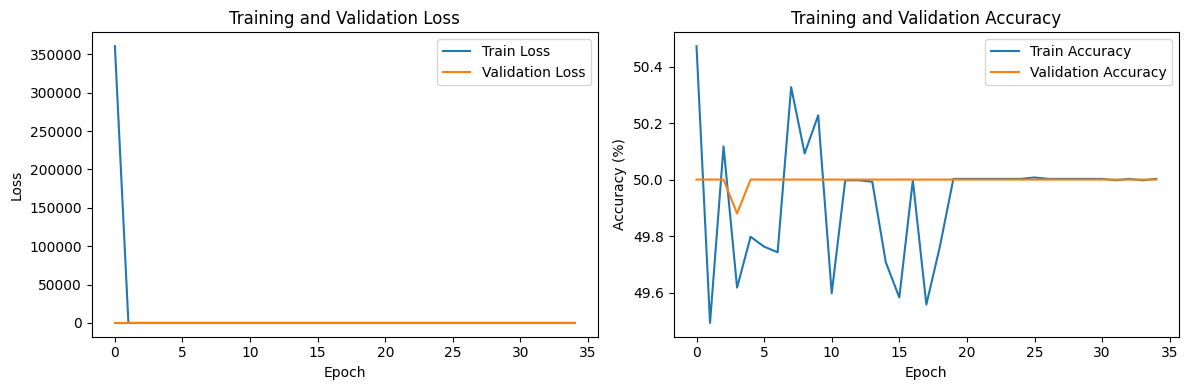 Training and Validation Loss
Train Loss
Validation Loss
350000
300000
250000
200000
150000
100000
50000
0
Loss
0 5 10 15 20 25 30 35
Epoch
Training and Validation Accuracy
Train Accuracy
Validation Accuracy
50.4
50.2
50.0
49.8
49.6
Accuracy (%)
0 5 10 15 20 25 30 35
Epoch